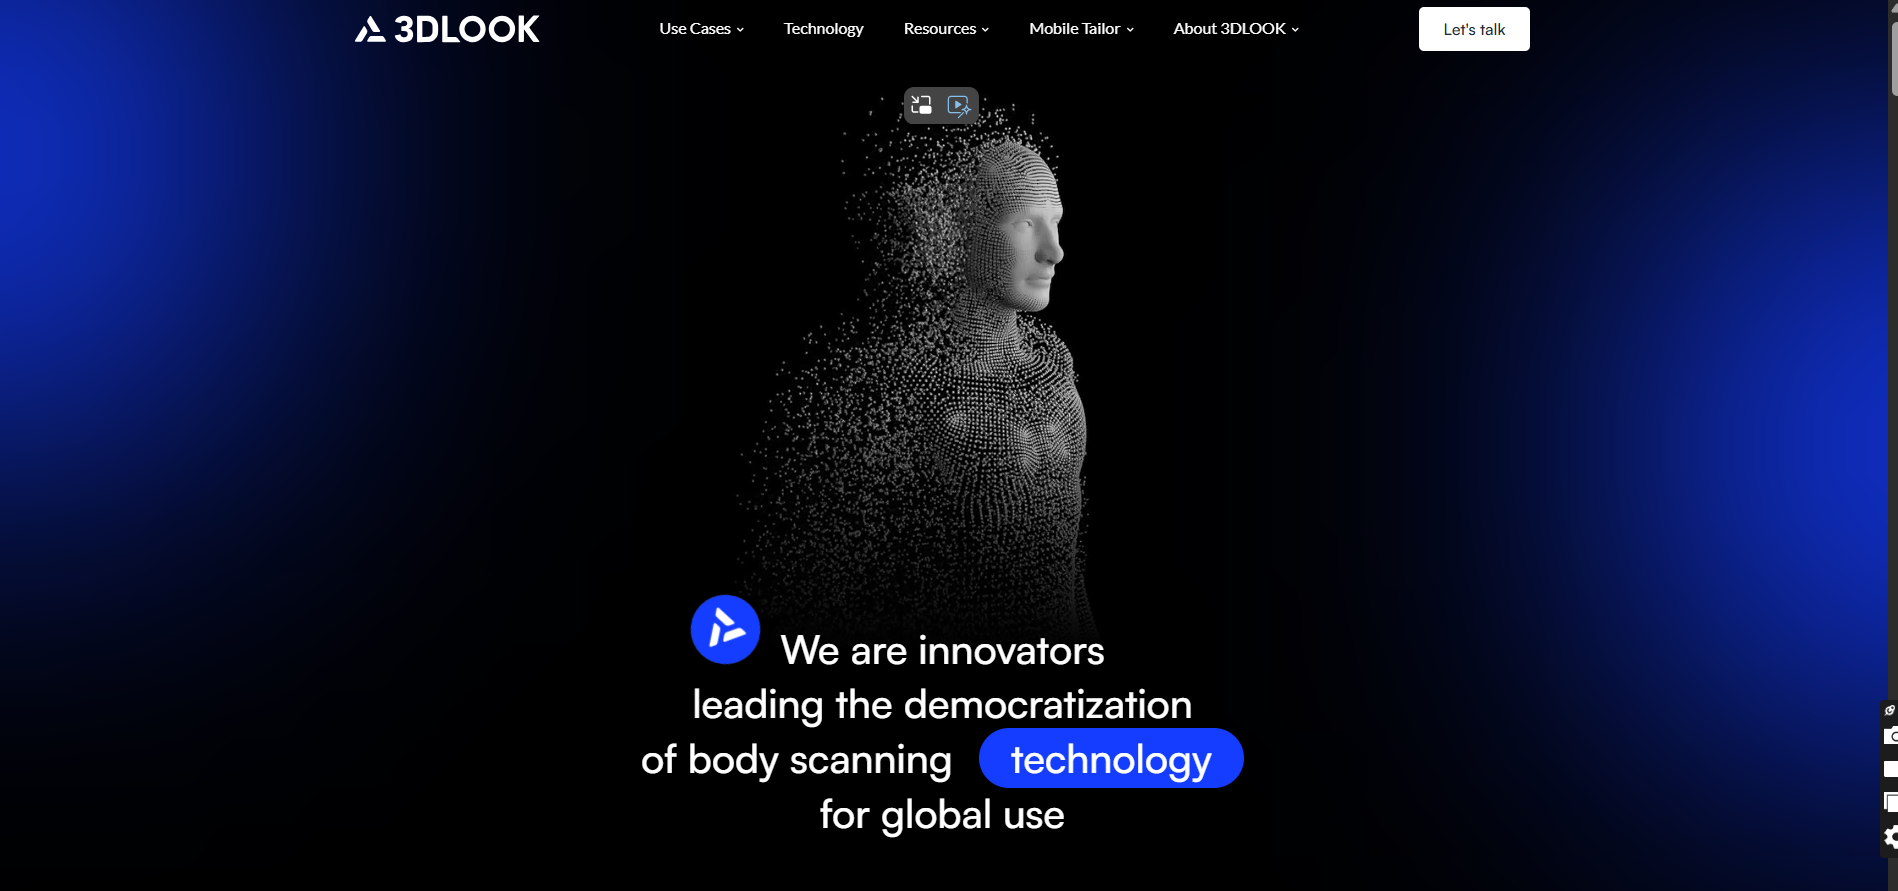 3DLOOK
Use Cases
Technology
Resources
Mobile Tailor
About 3DLOOK
Let's talk
We are innovators
leading the democratization
of body scanning technology
for global use